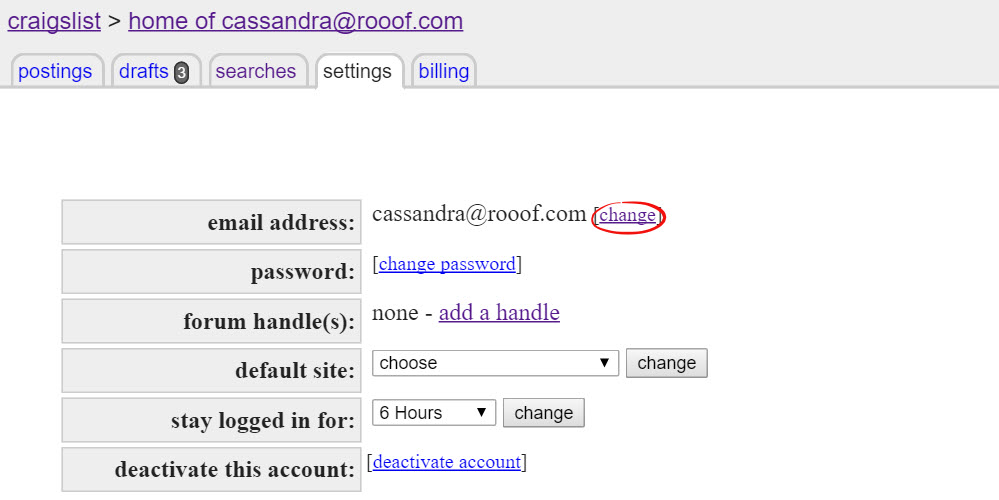 craigslist > home of cassandra@rooof.com
postings drafts 3 searches settings billing
email address: cassandra@rooof.com [change]
password: [change password]
forum handle(s): none - add a handle
default site: choose ▼ change
stay logged in for: 6 Hours ▼ change
deactivate this account: [deactivate account]